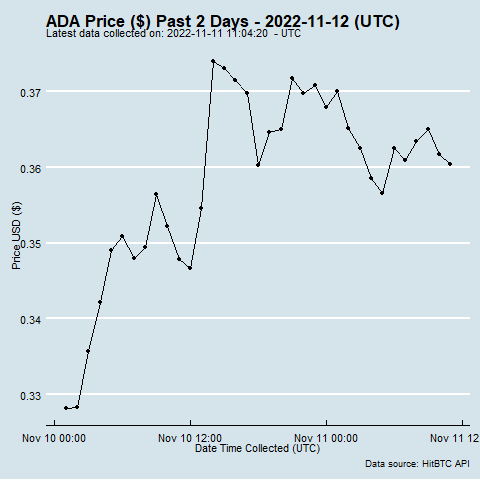 ADA Price ($) Past 2 Days - 2022-11-12 (UTC)
Latest data collected on: 2022-11-11 11:04:20  - UTC
Price USD ($)
0.37
0.36
0.35
0.34
0.33
Nov 10 00:00 Nov 10 12:00 Nov 11 00:00 Nov 11 12
Date Time Collected (UTC)
Data source: HitBTC API